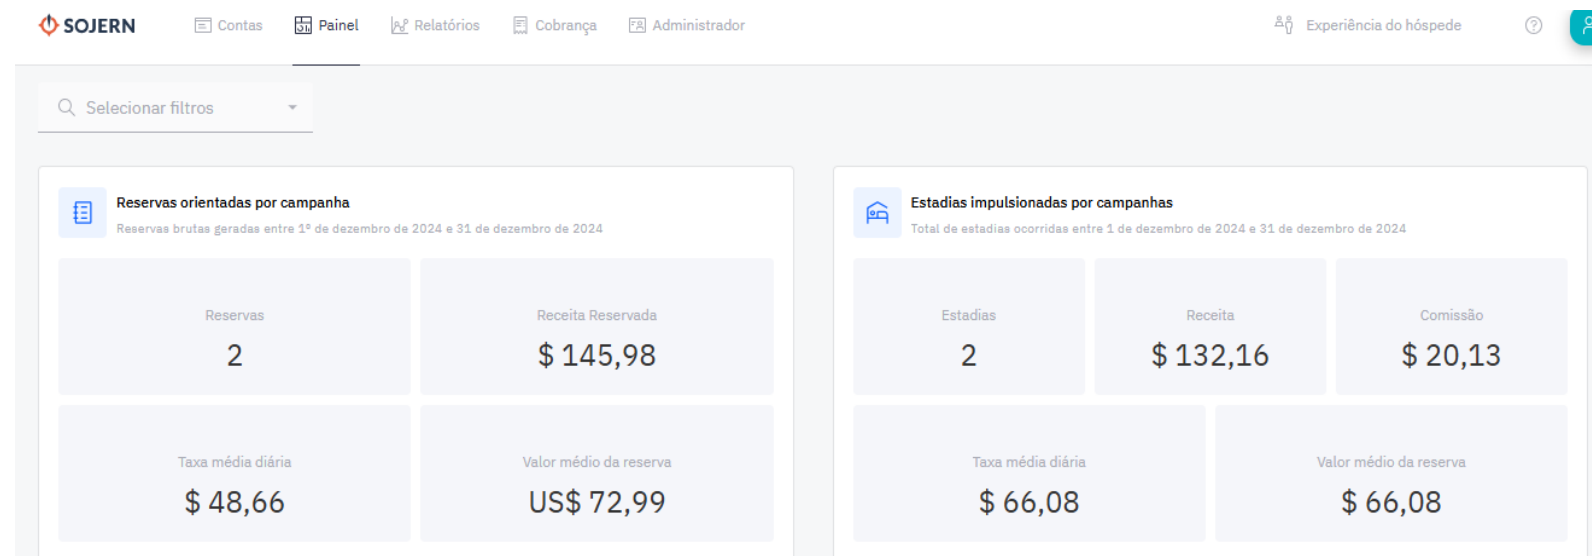 SOJERN Contas Painel Relatórios Cobrança Administrador Experiência do hóspede ?
Selecionar filtros
Reservas orientadas por campanha
Reservas brutas geradas entre 1º de dezembro de 2024 e 31 de dezembro de 2024
Reservas
2
Receita Reservada
$ 145,98
Taxa média diária
$ 48,66
Valor médio da reserva
US$ 72,99
Estadias impulsionadas por campanhas
Total de estadias ocorridas entre 1 de dezembro de 2024 e 31 de dezembro de 2024
Estadias
2
Receita
$ 132,16
Comissão
$ 20,13
Taxa média diária
$ 66,08
Valor médio da reserva
$ 66,08